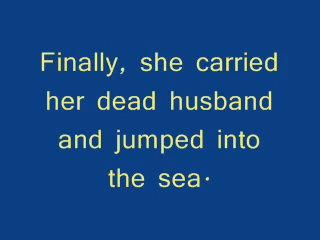 Finally, she carried
her dead husband
and jumped into
the sea.